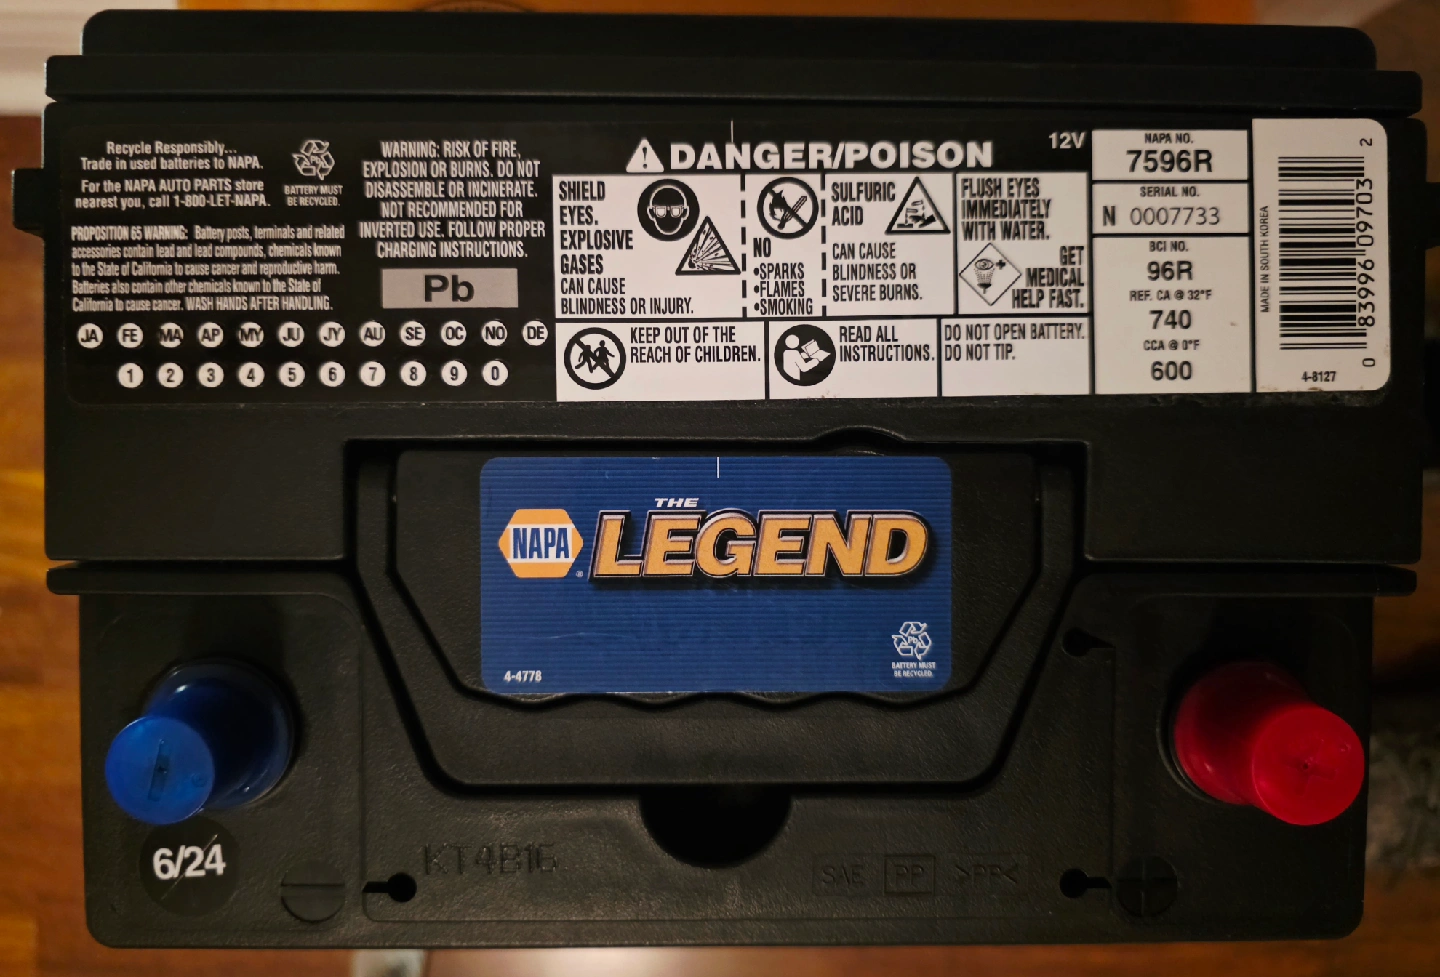 Recycle Responsibly...
Trade in used batteries to NAPA.
For the NAPA AUTO PARTS store
nearest you, call 1-800-LET-NAPA.
Pb
BATTERY MUST
BE RECYCLED.
PROPOSITION 65 WARNING: Battery posts, terminals and related
accessories contain lead and lead compounds, chemicals known
to the State of California to cause cancer and reproductive harm.
Batteries also contain other chemicals known to the State of
California to cause cancer. WASH HANDS AFTER HANDLING.
WARNING: RISK OF FIRE,
EXPLOSION OR BURNS. DO NOT
DISASSEMBLE OR INCINERATE.
NOT RECOMMENDED FOR
INVERTED USE. FOLLOW PROPER
CHARGING INSTRUCTIONS.
Pb
JA FE MA AP MY JU JY AU SE OC NO DE
1 2 3 4 5 6 7 8 9 0
DANGER/POISON
12V
SHIELD
EYES.
EXPLOSIVE
GASES
CAN CAUSE
BLINDNESS OR INJURY.
NO
•SPARKS
•FLAMES
•SMOKING
SULFURIC
ACID
CAN CAUSE
BLINDNESS OR
SEVERE BURNS.
FLUSH EYES
IMMEDIATELY
WITH WATER.
GET
MEDICAL
HELP FAST.
KEEP OUT OF THE
REACH OF CHILDREN.
READ ALL
INSTRUCTIONS.
DO NOT OPEN BATTERY.
DO NOT TIP.
NAPA NO.
7596R
SERIAL NO.
N 0007733
BCI NO.
96R
REF. CA @ 32°F
740
CCA @ 0°F
600
MADE IN SOUTH KOREA
0 83996 09703 2
4-8127
THE
NAPA® LEGEND
4-4778
Pb
BATTERY MUST
BE RECYCLED.
6/24
KT4B16
SAE PP >PP<